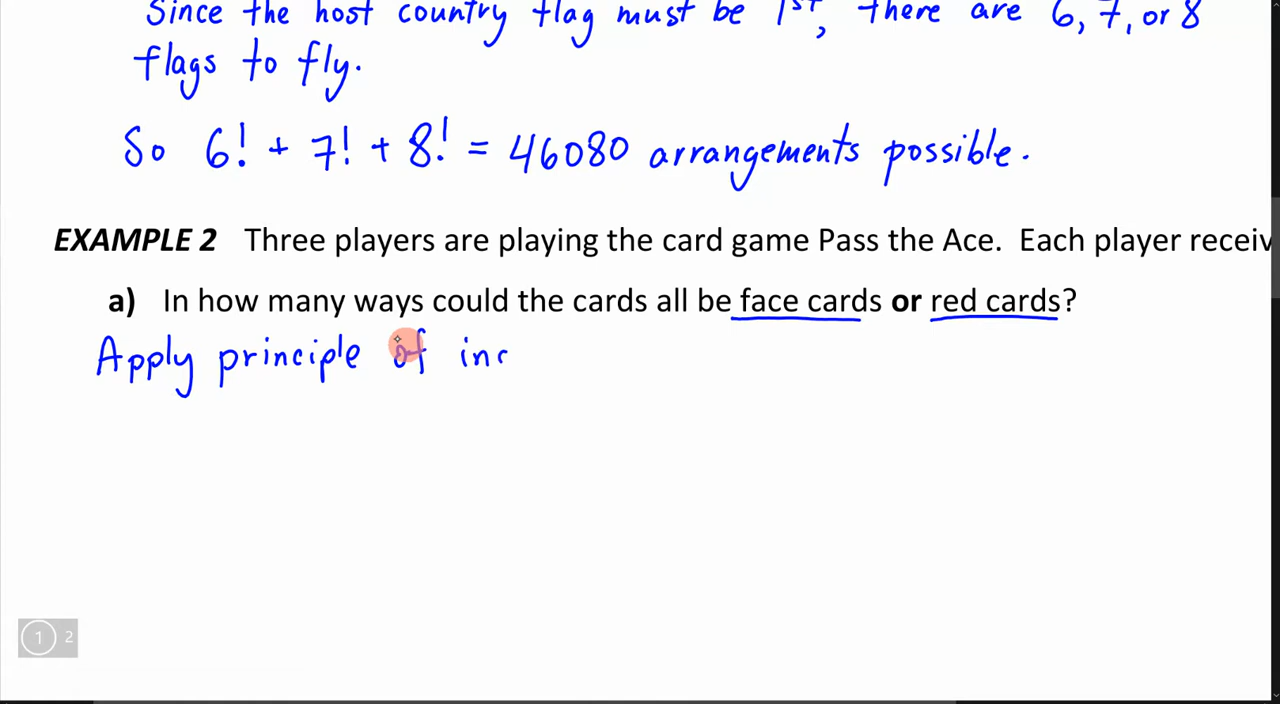 Since the host country flag must be 1st, there are 6, 7, or 8
flags to fly.
So 6! + 7! + 8! = 46080 arrangements possible.
EXAMPLE 2 Three players are playing the card game Pass the Ace. Each player receiv
a) In how many ways could the cards all be face cards or red cards?
Apply principle of inc
1 2